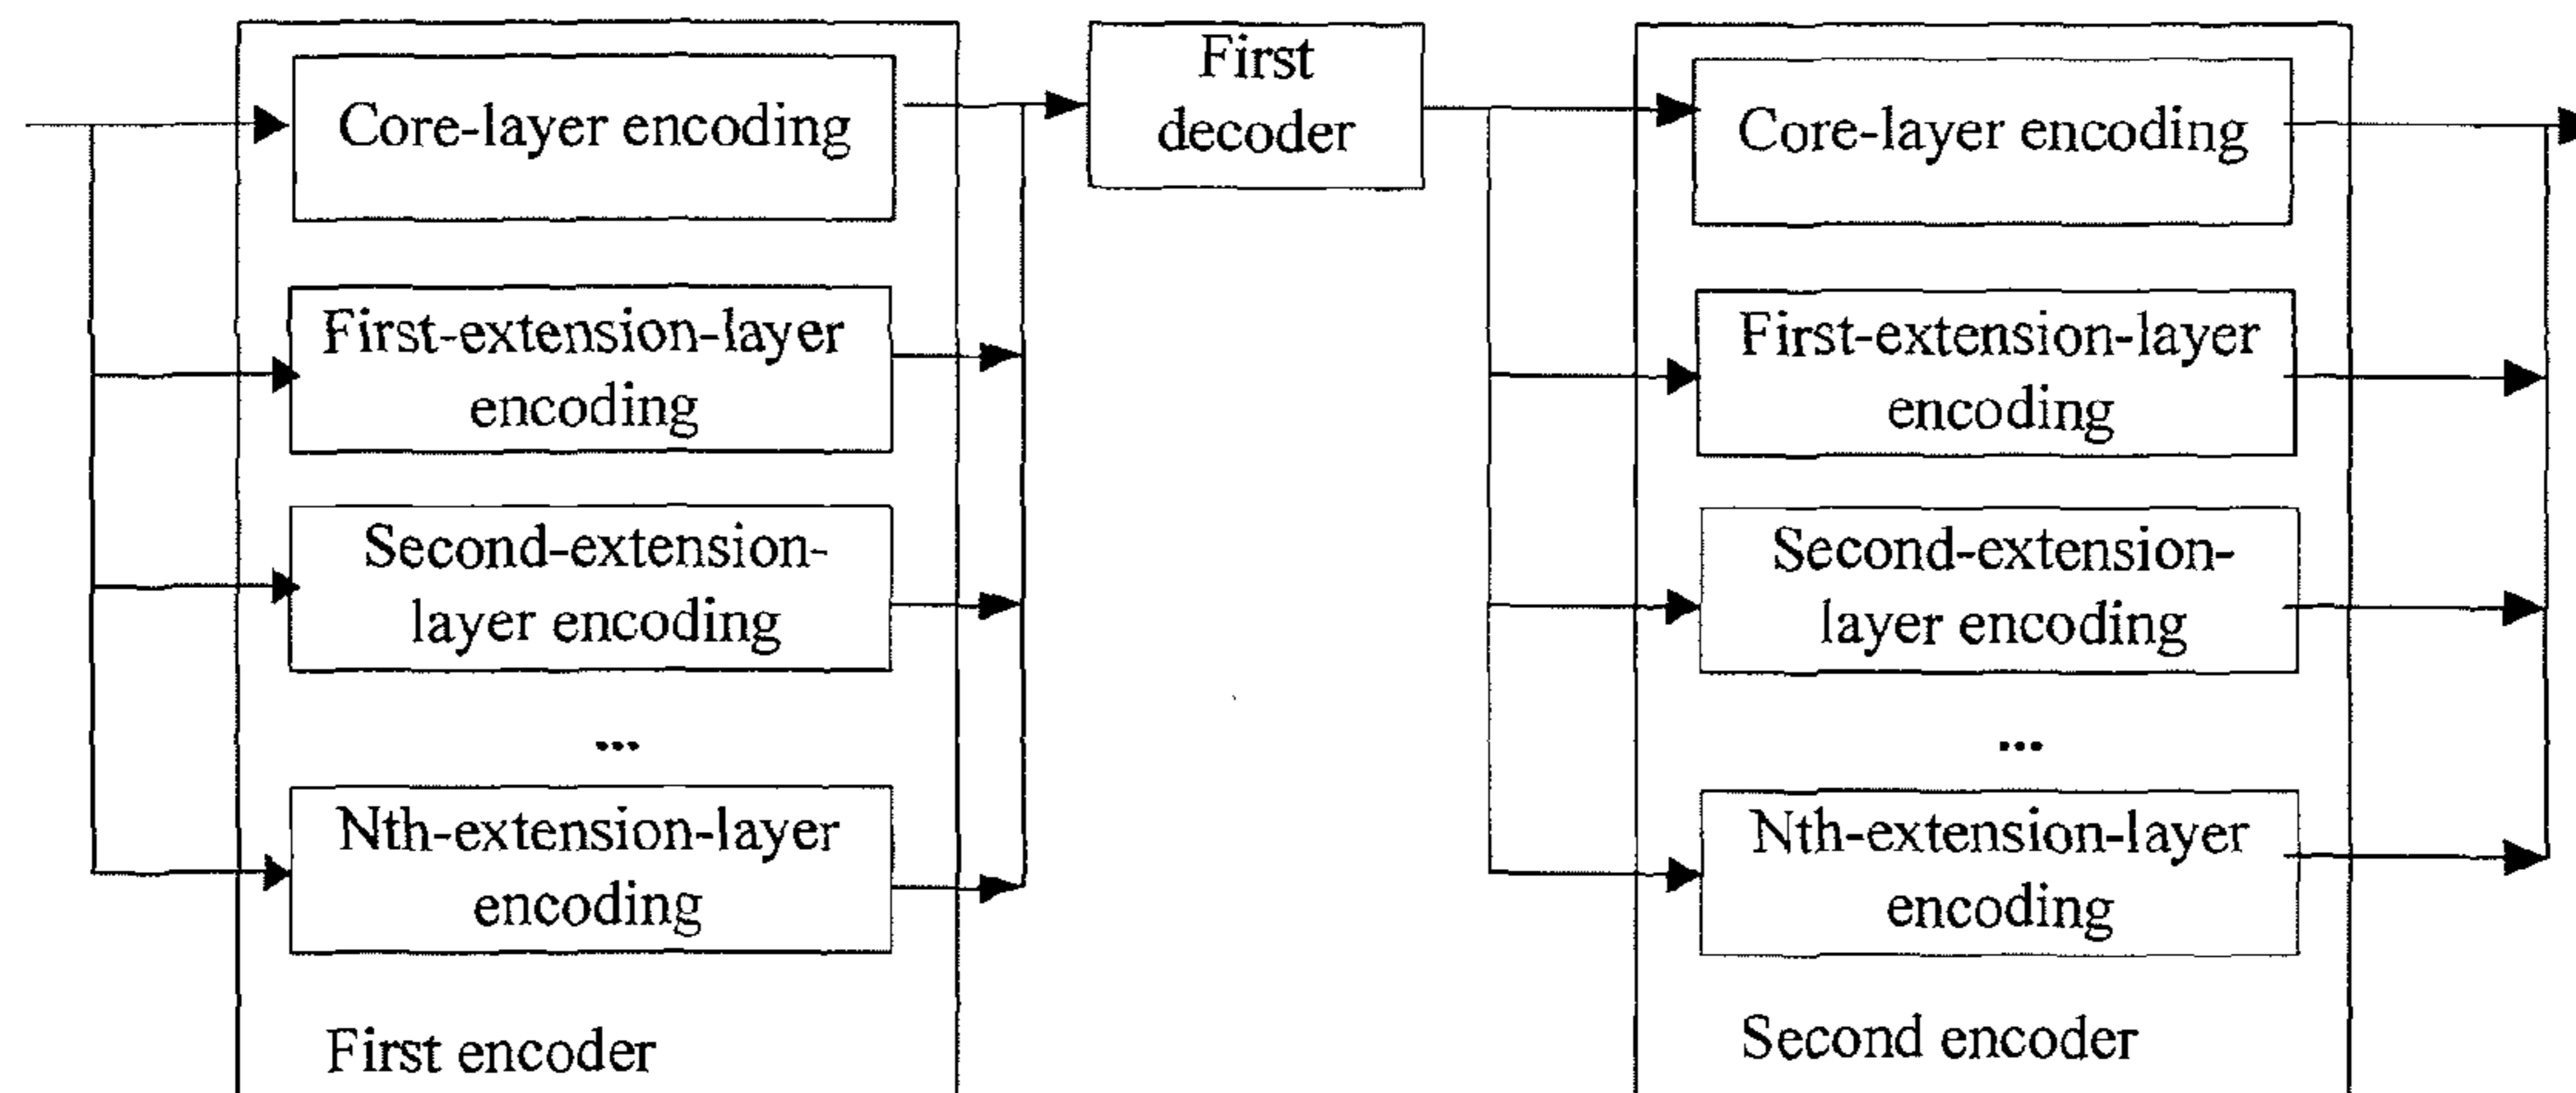 Core-layer encoding
First-extension-layer
encoding
Second-extension-
layer encoding
...
Nth-extension-layer
encoding
First encoder
First
decoder
Core-layer encoding
First-extension-layer
encoding
Second-extension-
layer encoding
...
Nth-extension-layer
encoding
Second encoder